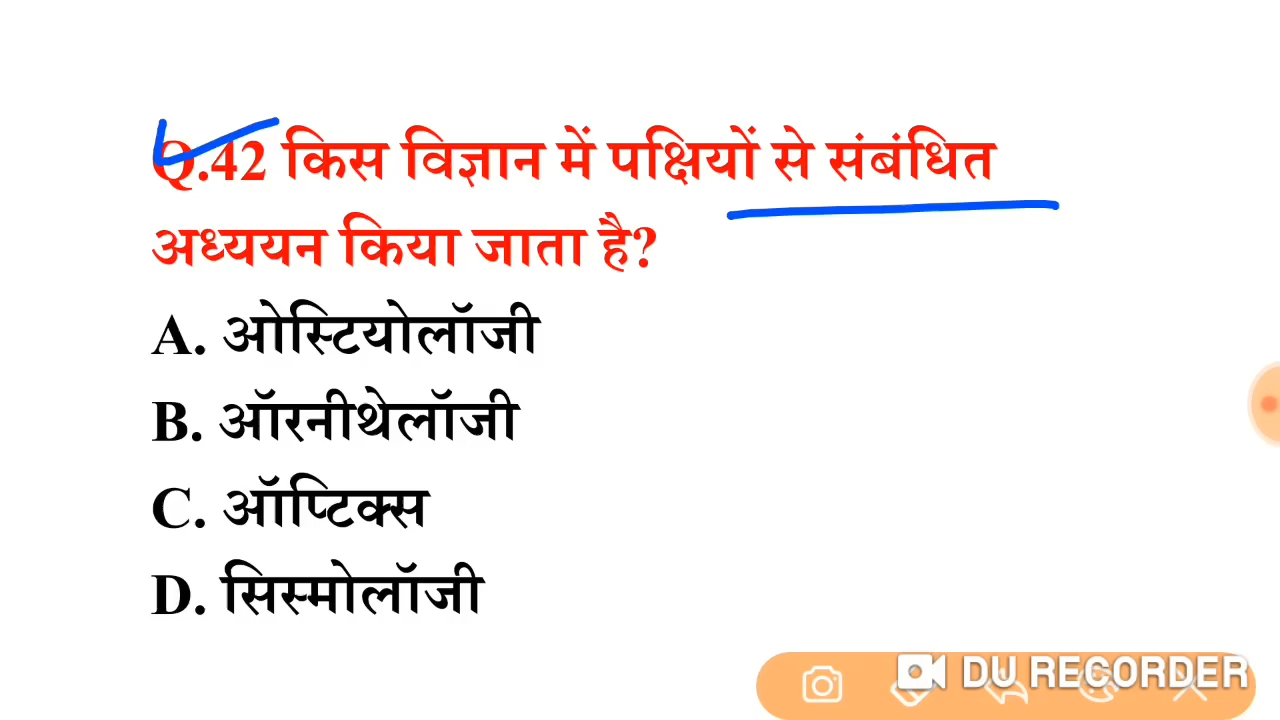 Q.42 किस विज्ञान में पक्षियों से संबंधित
अध्ययन किया जाता है?
A. ओस्टियोलॉजी
B. ऑरनीथेलॉजी
C. ऑप्टिक्स
D. सिस्मोलॉजी
DU RECORDER